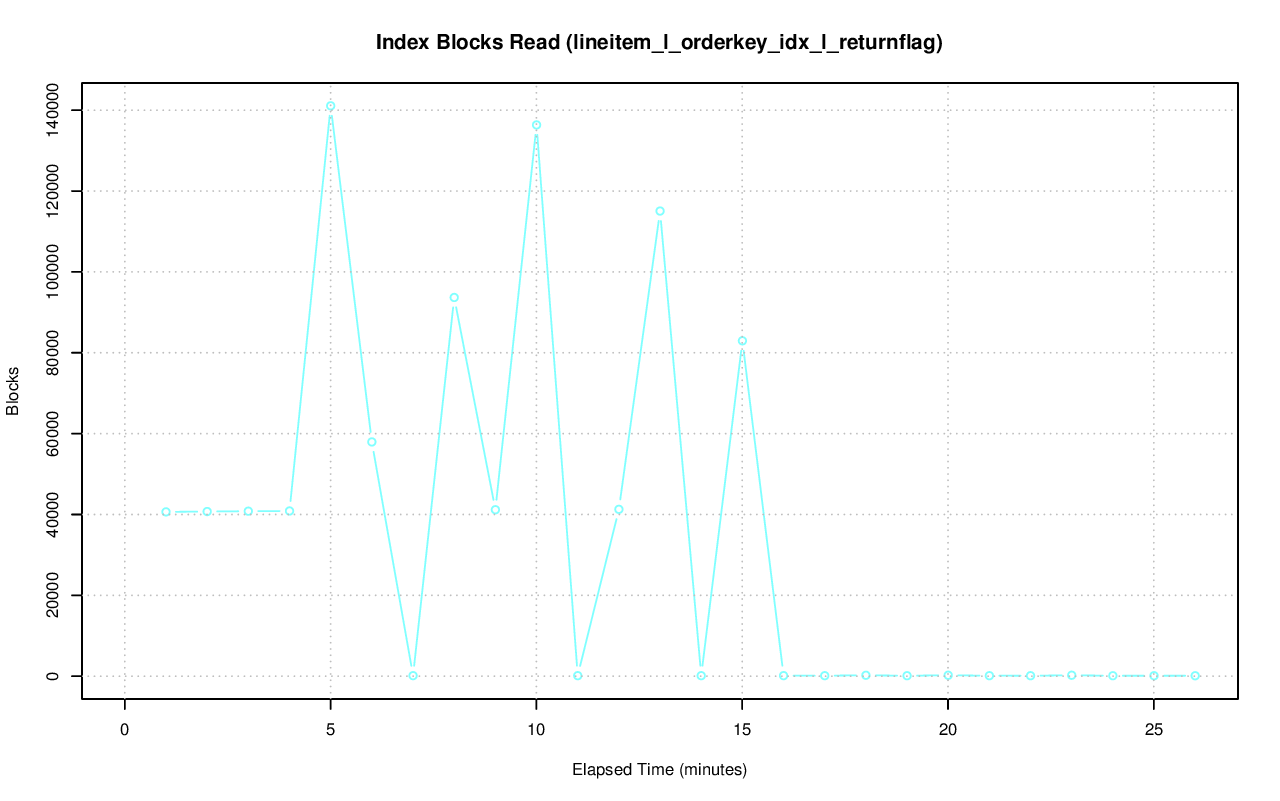 Index Blocks Read (lineitem_l_orderkey_idx_l_returnflag)
140000
120000
100000
80000
60000
40000
20000
0
Blocks
0 5 10 15 20 25
Elapsed Time (minutes)